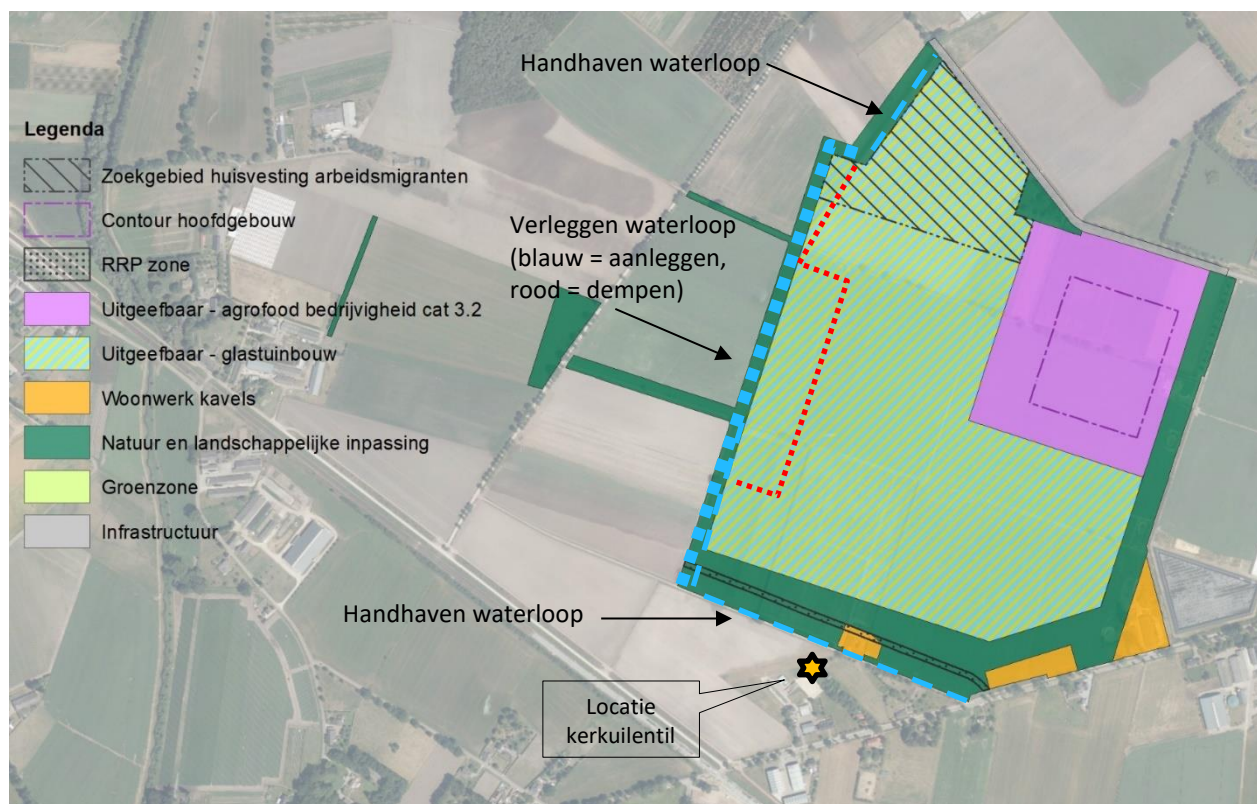 Handhaven waterloop
Legenda
Zoekgebied huisvesting arbeidsmigranten
Contour hoofdgebouw
RRP zone
Uitgeefbaar - agrofood bedrijvigheid cat 3.2
Uitgeefbaar - glastuinbouw
Woonwerk kavels
Natuur en landschappelijke inpassing
Groenzone
Infrastructuur
Verleggen waterloop
(blauw = aanleggen,
rood = dempen)
Handhaven waterloop
Locatie
kerkuilentil